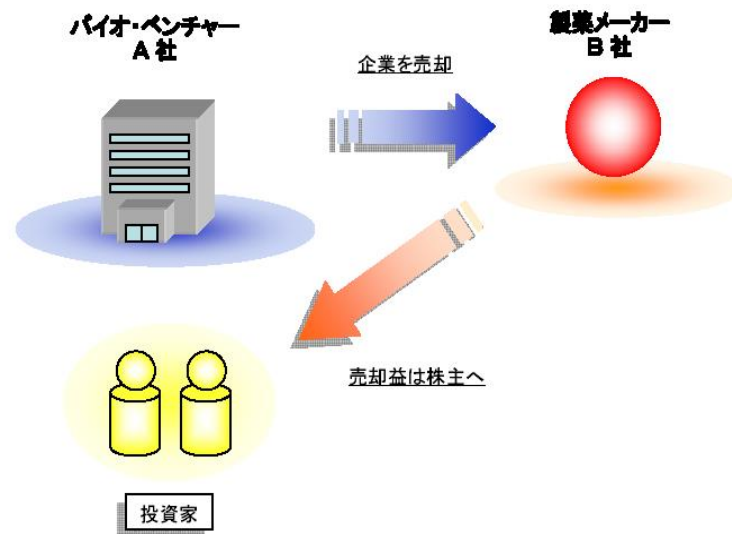 バイオ・ベンチャー
A 社
製薬メーカー
B 社
企業を売却
売却益は株主へ
投資家